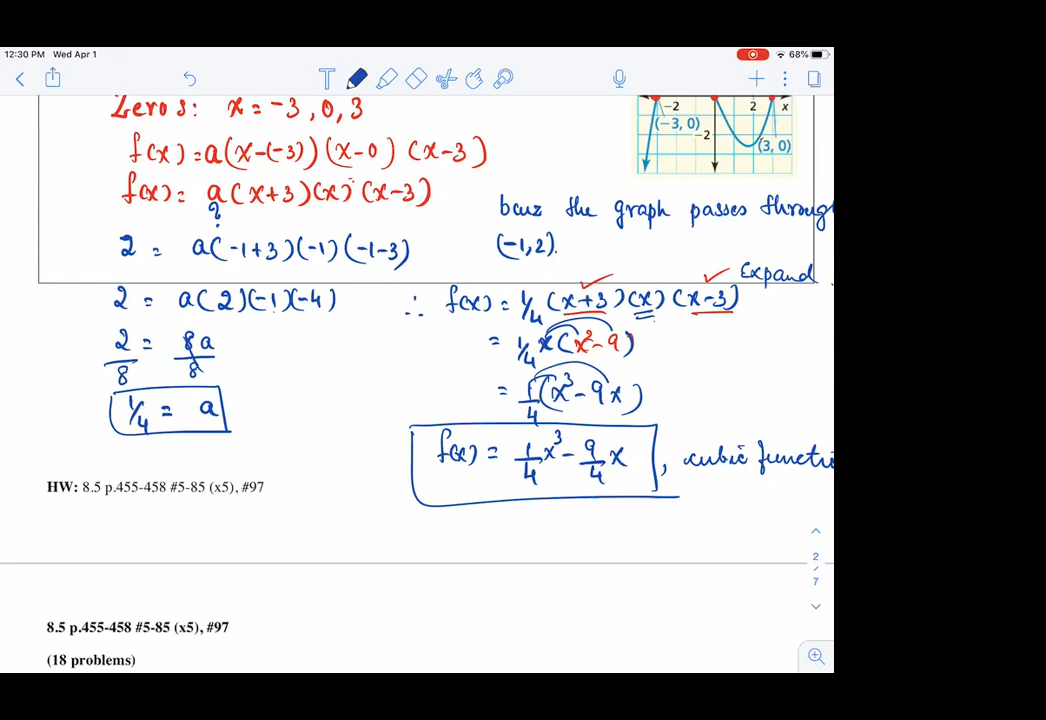 12:30 PM Wed Apr 1
68%
Zeros: x = -3, 0, 3
f(x) = a(x-(-3))(x-0)(x-3)
f(x) = a(x+3)(x)(x-3)
?
-2 2 x
(-3, 0) -2
(3, 0)
bcuz the graph passes through
(-1,2).
2 = a(-1+3)(-1)(-1-3)
2 = a(2)(-1)(-4)
2/8 = 8a/8
1/4 = a
Expand
∴ f(x) = 1/4 (x+3)(x)(x-3)
= 1/4 x(x²-9)
= 1/4 (x³-9x)
f(x) = 1/4 x³ - 9/4 x , cubic functi
HW: 8.5 p.455-458 #5-85 (x5), #97
2
/
7
8.5 p.455-458 #5-85 (x5), #97
(18 problems)